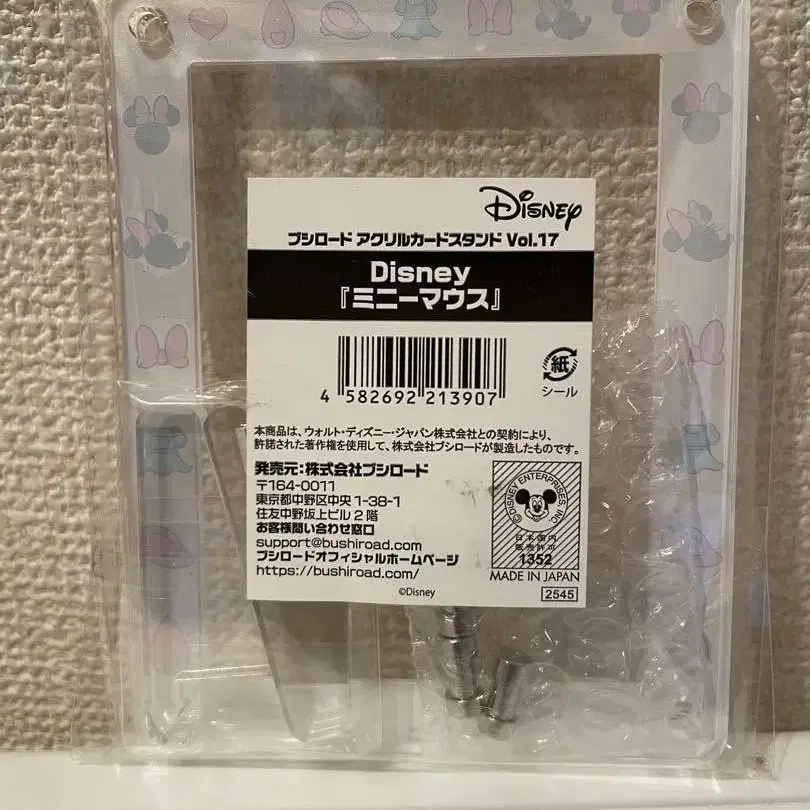 Disney
ブシロード アクリルカードスタンド Vol.17
Disney
『ミニーマウス』
4 582692 213907
紙
シール
本商品は、ウォルト・ディズニー・ジャパン株式会社との契約により、
許諾された著作権を使用して、株式会社ブシロードが製造したものです。
発売元:株式会社ブシロード
〒164-0011
東京都中野区中央1-38-1
住友中野坂上ビル2階
お客様問い合わせ窓口
support@bushiroad.com
ブシロードオフィシャルホームページ
https://bushiroad.com/
©DISNEY ENTERPRISES, INC.
日本国内
販売許可
1352
MADE IN JAPAN
2545
©Disney